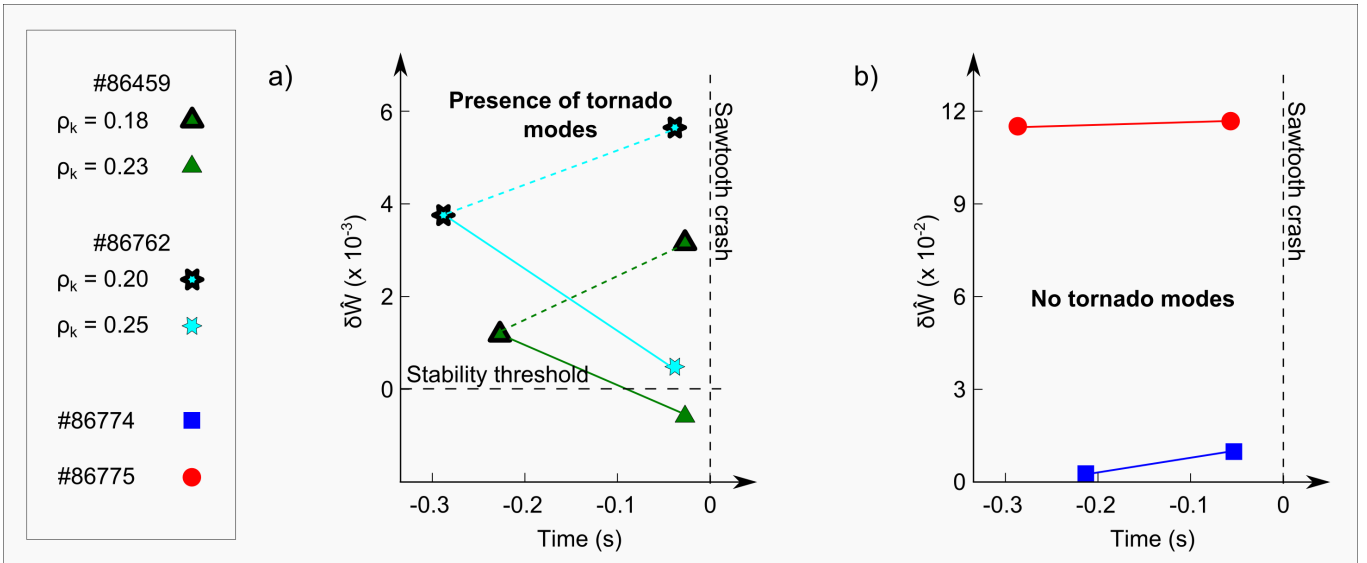 #86459
ρk = 0.18
ρk = 0.23
#86762
ρk = 0.20
ρk = 0.25
#86774
#86775
a)
Presence of tornado
modes
Sawtooth crash
Stability threshold
δŴ (x 10-3)
6
4
2
0
-0.3 -0.2 -0.1 0
Time (s)
b)
No tornado modes
Sawtooth crash
δŴ (x 10-2)
12
9
6
3
0
-0.3 -0.2 -0.1 0
Time (s)